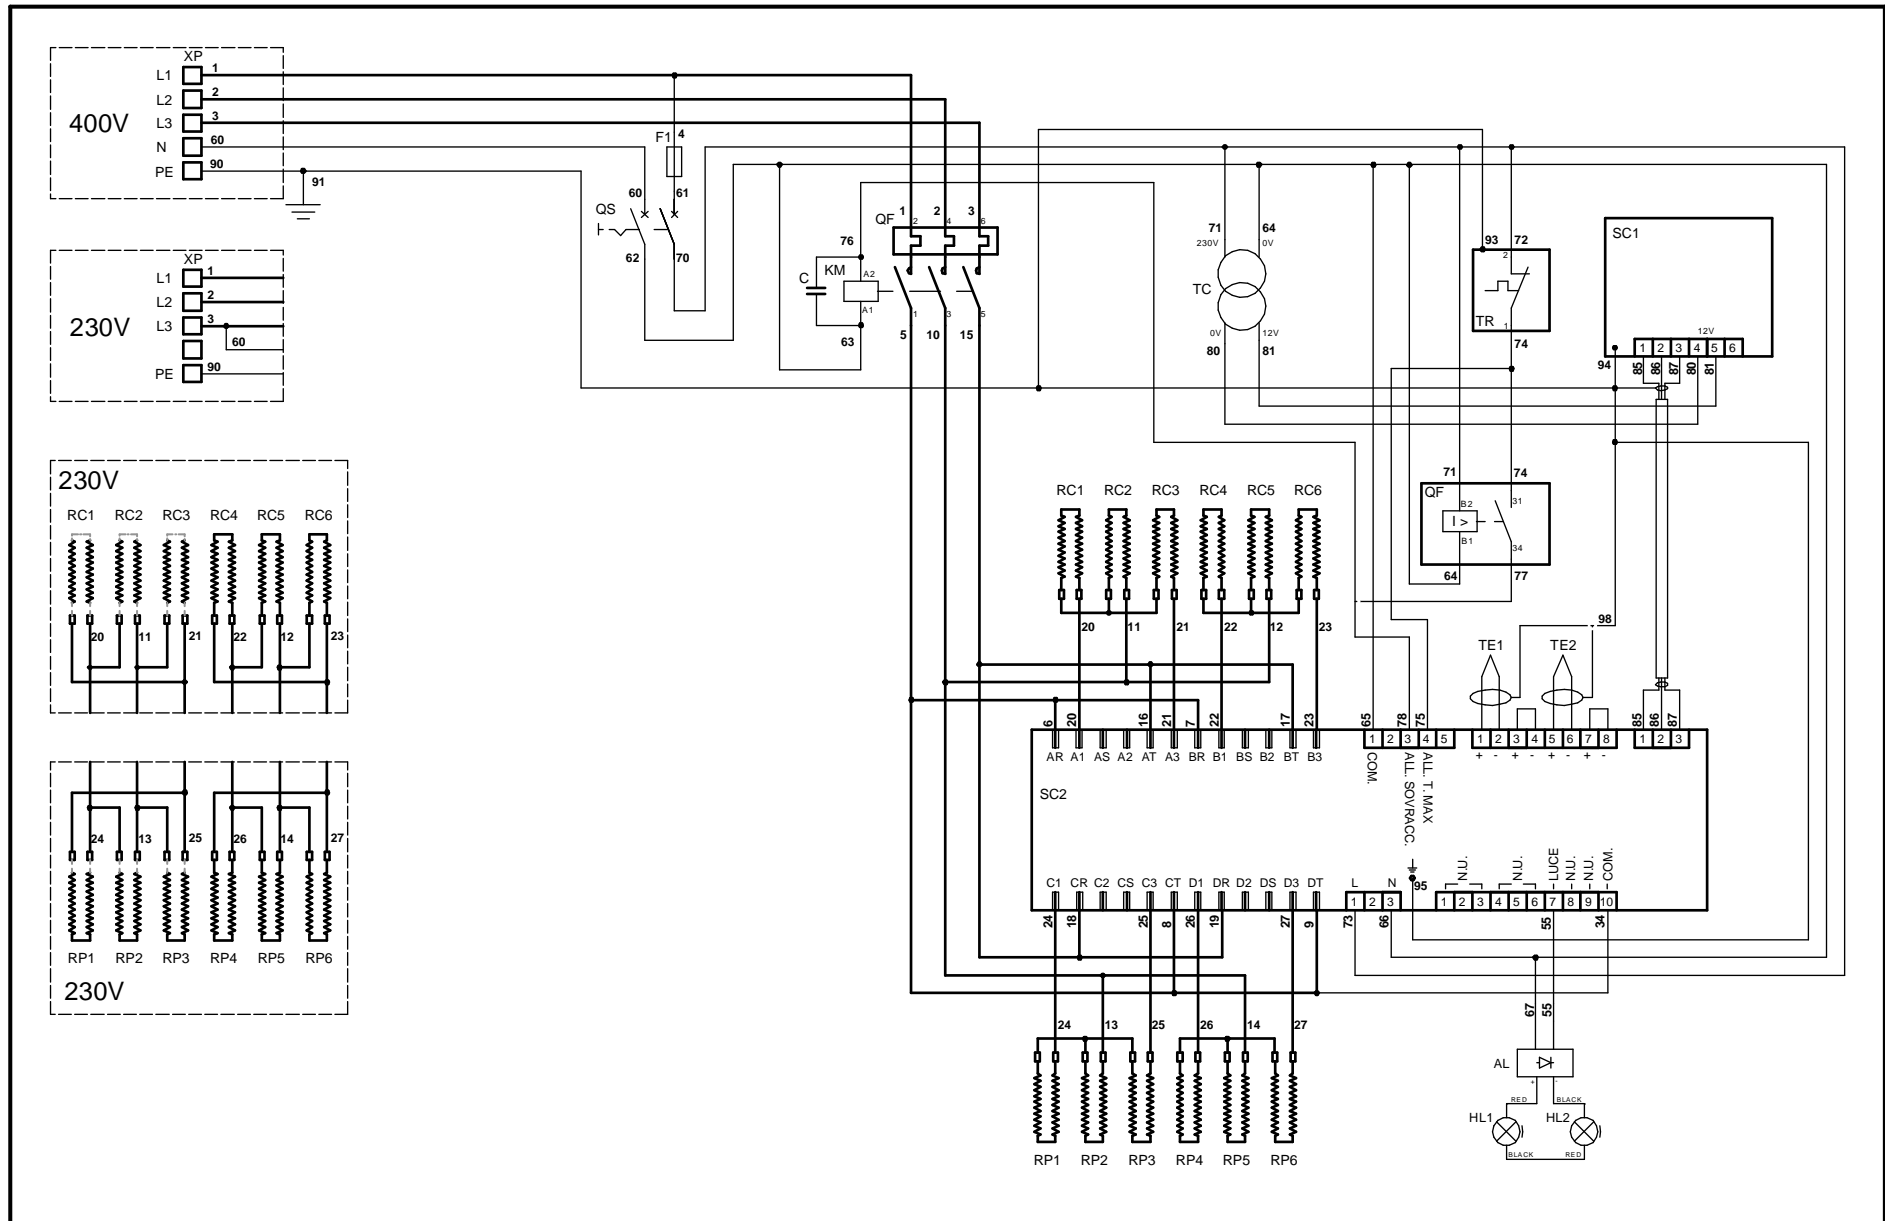 XP
L1 1
L2 2
400V L3 3
N 60
PE 90
91
XP
L1 1
L2 2
230V L3 3
60
PE 90
F1 4
60 61
QS
62 70
76
C KM A2
A1
63
1 2 3
QF 2 4 6
1 3 5
5 10 15
71 64
230V 0V
TC
0V 12V
80 81
93 72
2
TR 1
74
SC1
12V
1 2 3 4 5 6
94 85 86 87 80 81
71 74
QF
B2 31
I >
B1 34
64 77
230V
RC1 RC2 RC3 RC4 RC5 RC6
20 11 21 22 12 23
24 13 25 26 14 27
RP1 RP2 RP3 RP4 RP5 RP6
230V
RC1 RC2 RC3 RC4 RC5 RC6
20 11 21 22 12 23
98
TE1 TE2
6 20 16 21 7 22 17 23 65 78 75 85 86 87
1 2 3 4 5 1 2 3 4 5 6 7 8 1 2 3
AR A1 AS A2 AT A3 BR B1 BS B2 BT B3
+ - + - + - + -
COM.
ALL. SOVRACC.
ALL. T. MAX
SC2
N.U. N.U. LUCE N.U. N.U. COM.
C1 CR C2 CS C3 CT D1 DR D2 DS D3 DT L N 95
1 2 3 1 2 3 4 5 6 7 8 9 10
24 18 25 8 26 19 27 9 73 66 55 34
67 55
24 13 25 26 14 27
RP1 RP2 RP3 RP4 RP5 RP6
AL
+ -
RED BLACK
HL1 HL2
BLACK RED